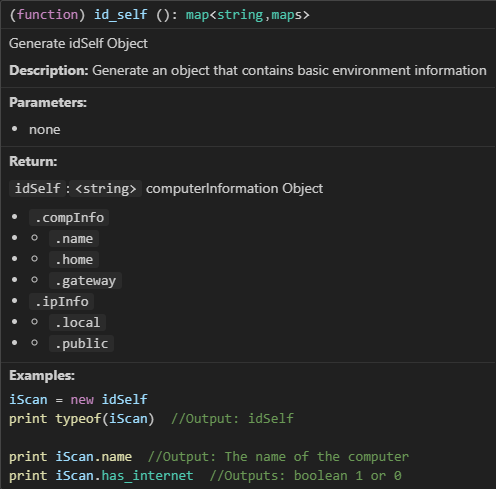 (function) id_self (): map<string,maps>
Generate idSelf Object
Description: Generate an object that contains basic environment information
Parameters:
• none
Return:
idSelf:<string> computerInformation Object
• .compInfo
• ◦ .name
• ◦ .home
• ◦ .gateway
• .ipInfo
• ◦ .local
• ◦ .public
Examples:
iScan = new idSelf
print typeof(iScan)  //Output: idSelf
print iScan.name  //Output: The name of the computer
print iScan.has_internet  //Outputs: boolean 1 or 0